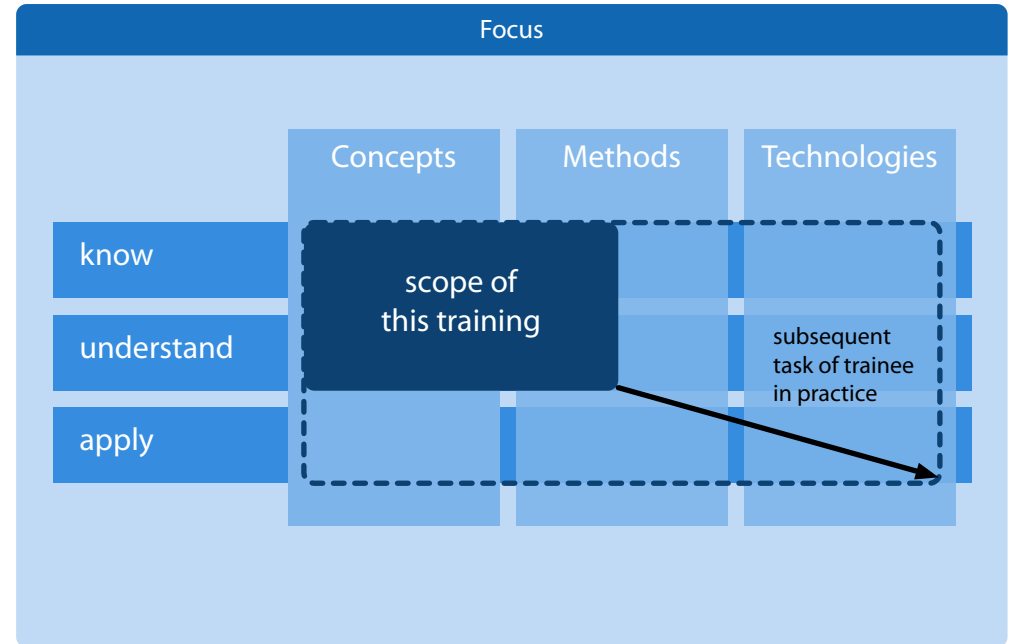 Focus
Concepts
Methods
Technologies
know
scope of
this training
understand
subsequent
task of trainee
in practice
apply